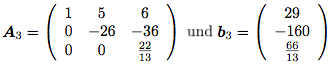 A₃ = ( 1 5 6 ; 0 −26 −36 ; 0 0 22/13 ) und b₃ = ( 29 ; −160 ; 66/13 )